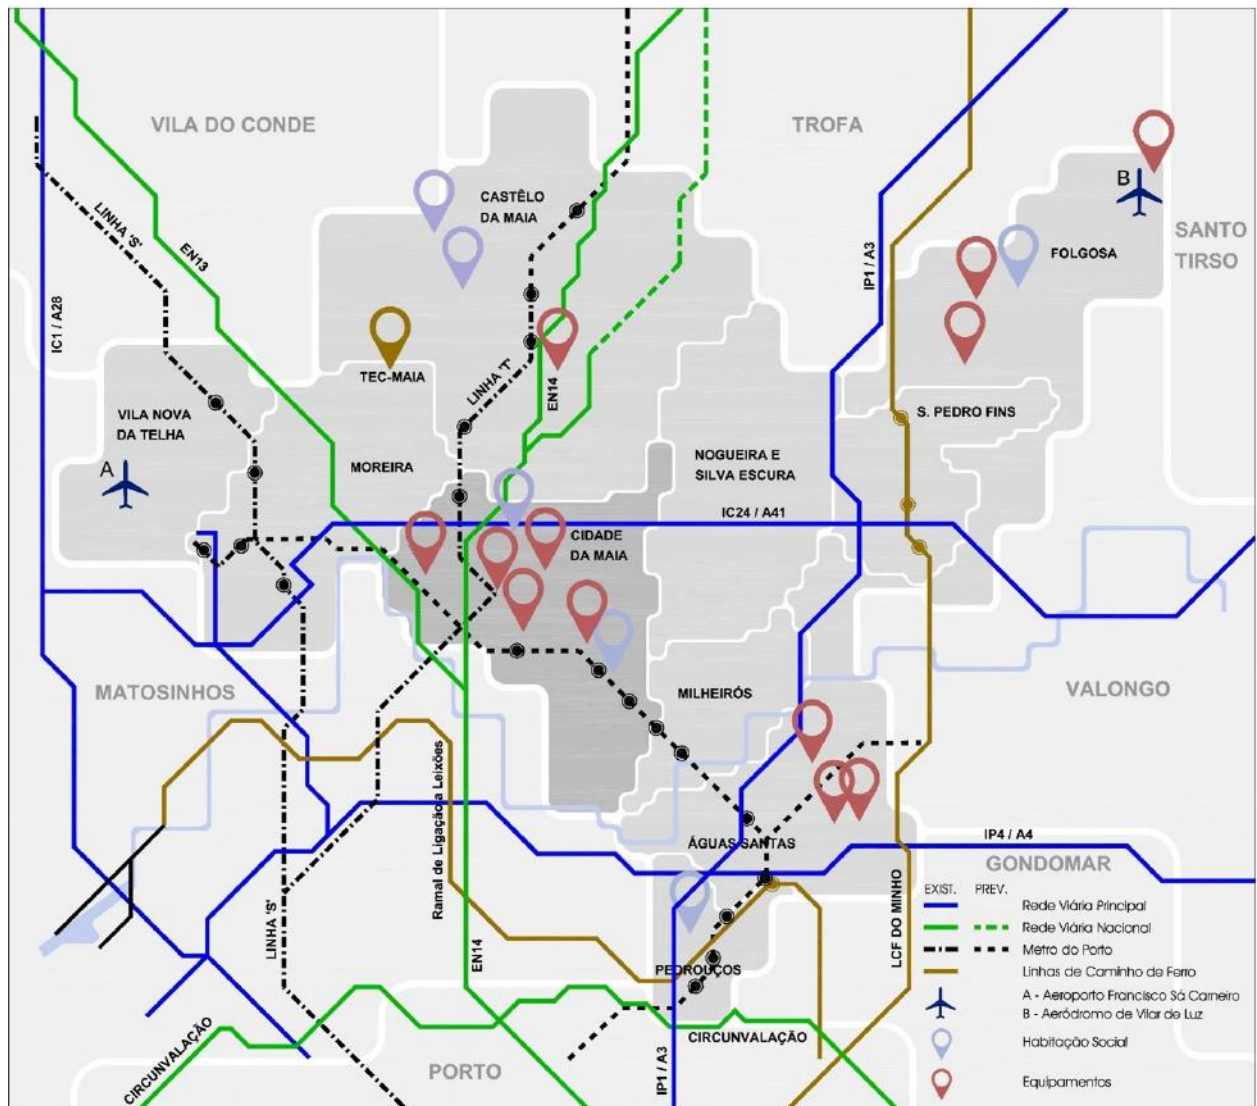 VILA DO CONDE
TROFA
B
CASTÊLO
DA MAIA
LINHA 'S'
EN13
IP1 / A3
SANTO
TIRSO
FOLGOSA
IC1 / A28
TEC-MAIA
LINHA 'T'
EN14
VILA NOVA
DA TELHA
S. PEDRO FINS
A
MOREIRA
NOGUEIRA E
SILVA ESCURA
IC24 / A41
CIDADE
DA MAIA
MATOSINHOS
MILHEIRÓS
VALONGO
Ramal de Ligação a Leixões
ÁGUAS SANTAS
IP4 / A4
GONDOMAR
LINHA 'S'
EN14
LCF DO MINHO
PEDROUÇOS
CIRCUNVALAÇÃO
CIRCUNVALAÇÃO
IP1 / A3
PORTO
EXIST. PREV.
Rede Viária Principal
Rede Viária Nacional
Metro do Porto
Linhas de Caminho de Ferro
A - Aeroporto Francisco Sá Carneiro
B - Aeródromo de Vilar de Luz
Habitação Social
Equipamentos